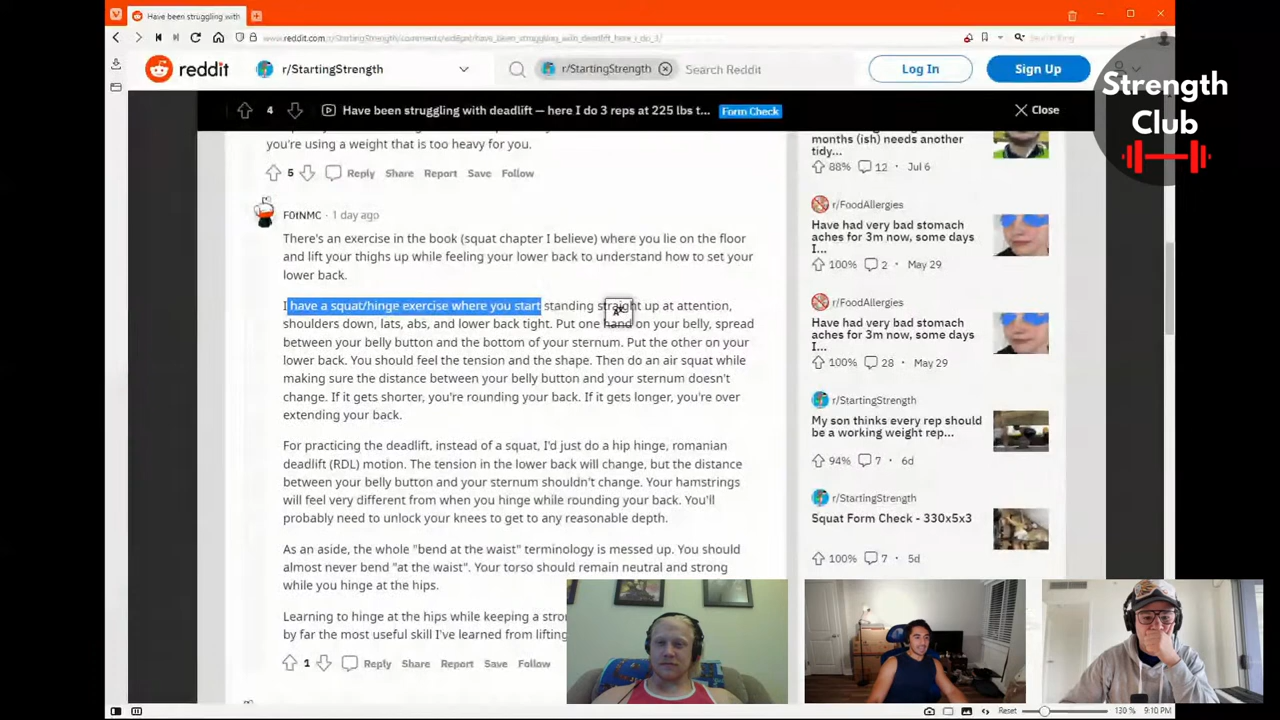 Have been struggling with
www.reddit.com/r/StartingStrength/comments/
Search in Bing
reddit
r/StartingStrength
r/StartingStrength
Search Reddit
Log In
Sign Up
Strength
Club
4
Have been struggling with deadlift — here I do 3 reps at 225 lbs t...
Form Check
Close
you're using a weight that is too heavy for you.
5 Reply Share Report Save Follow
F0tNMC · 1 day ago
There's an exercise in the book (squat chapter I believe) where you lie on the floor
and lift your thighs up while feeling your lower back to understand how to set your
lower back.
I have a squat/hinge exercise where you start standing straight up at attention,
shoulders down, lats, abs, and lower back tight. Put one hand on your belly, spread
between your belly button and the bottom of your sternum. Put the other on your
lower back. You should feel the tension and the shape. Then do an air squat while
making sure the distance between your belly button and your sternum doesn't
change. If it gets shorter, you're rounding your back. If it gets longer, you're over
extending your back.
For practicing the deadlift, instead of a squat, I'd just do a hip hinge, romanian
deadlift (RDL) motion. The tension in the lower back will change, but the distance
between your belly button and your sternum shouldn't change. Your hamstrings
will feel very different from when you hinge while rounding your back. You'll
probably need to unlock your knees to get to any reasonable depth.
As an aside, the whole "bend at the waist" terminology is messed up. You should
almost never bend "at the waist". Your torso should remain neutral and strong
while you hinge at the hips.
Learning to hinge at the hips while keeping a stro
by far the most useful skill I've learned from lifting
1 Reply Share Report Save Follow
months (ish) needs another
tidy...
88% 12 Jul 6
r/FoodAllergies
Have had very bad stomach
aches for 3m now, some days
I...
100% 2 May 29
r/FoodAllergies
Have had very bad stomach
aches for 3m now, some days
I...
100% 28 May 29
r/StartingStrength
My son thinks every rep should
be a working weight rep...
94% 7 6d
r/StartingStrength
Squat Form Check - 330x5x3
100% 7 5d
Reset
130 %
9:10 PM